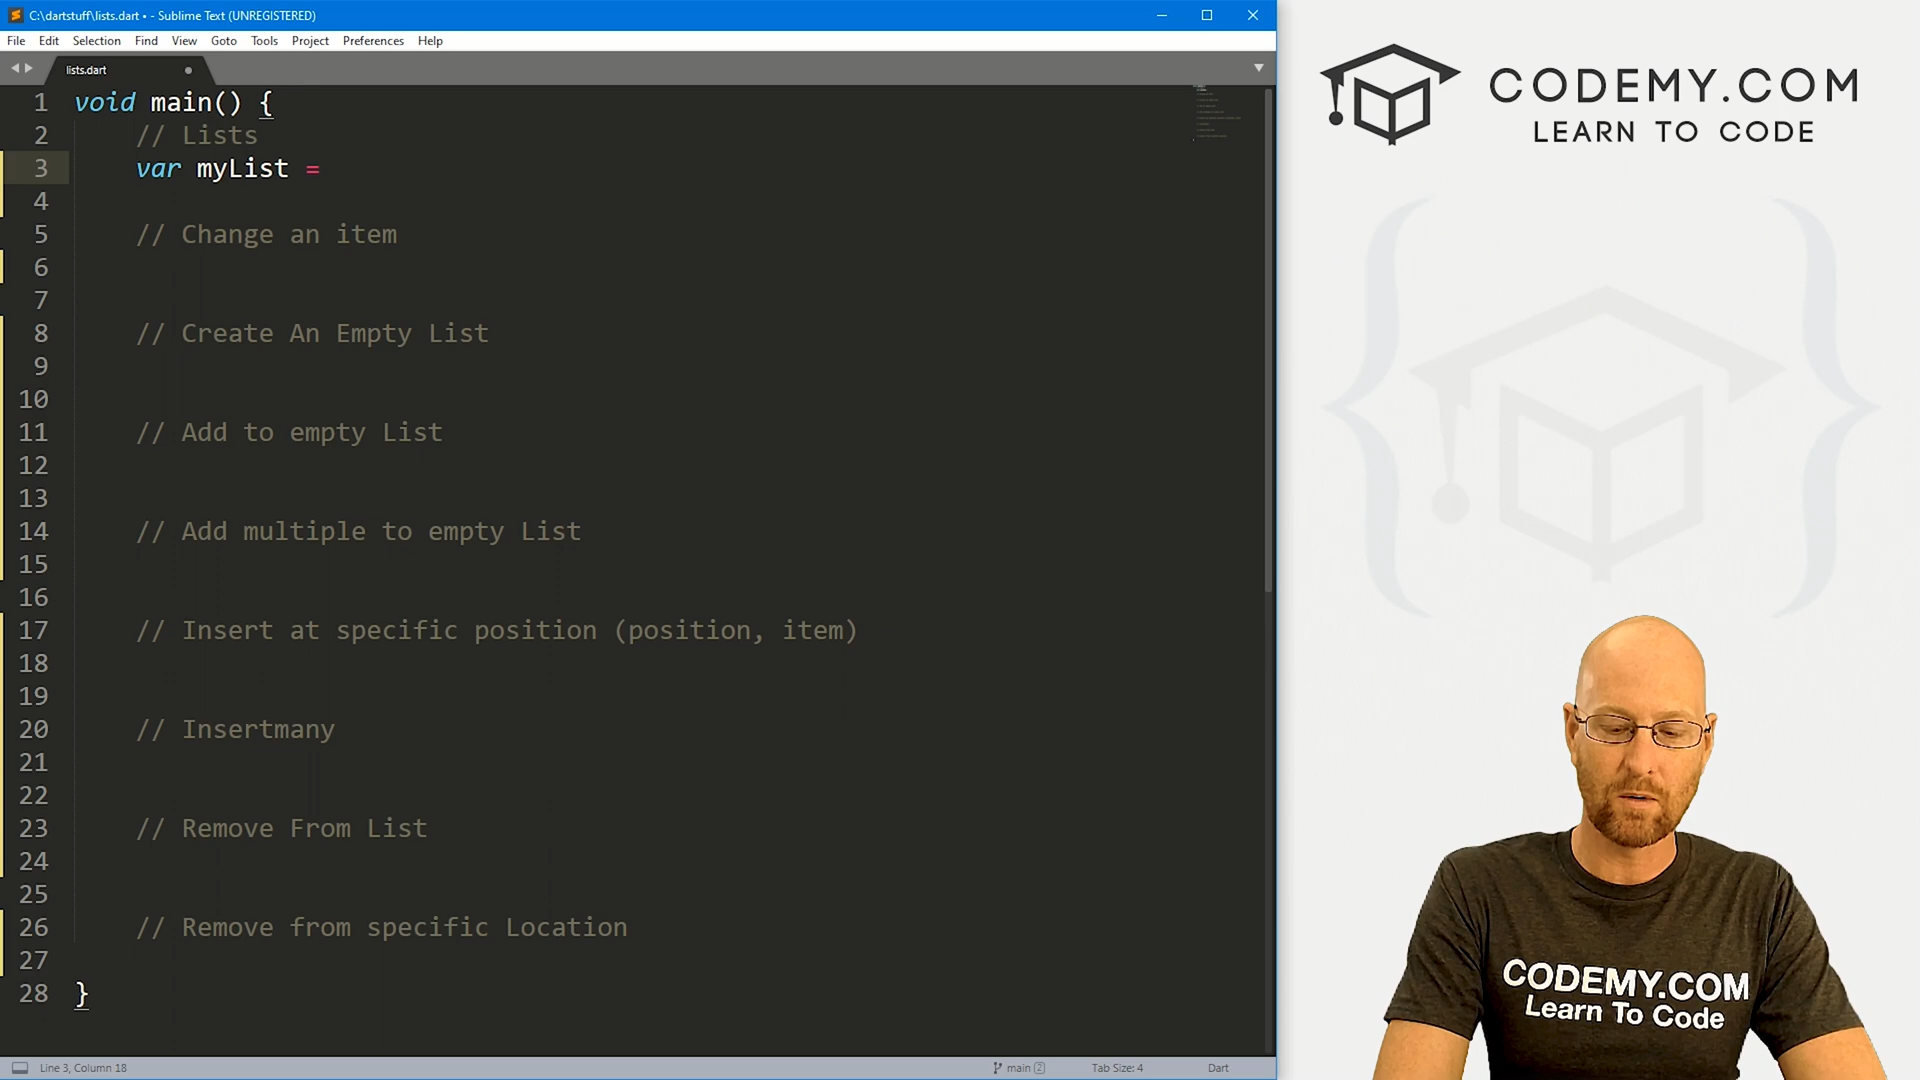 C:\dartstuff\lists.dart • - Sublime Text (UNREGISTERED)
File Edit Selection Find View Goto Tools Project Preferences Help
lists.dart
1 void main() {
2 // Lists
3 var myList =
4
5 // Change an item
6
7
8 // Create An Empty List
9
10
11 // Add to empty List
12
13
14 // Add multiple to empty List
15
16
17 // Insert at specific position (position, item)
18
19
20 // Insertmany
21
22
23 // Remove From List
24
25
26 // Remove from specific Location
27
28 }
Line 3, Column 18 main 2 Tab Size: 4 Dart
CODEMY.COM
LEARN TO CODE
CODEMY.COM
Learn To Code